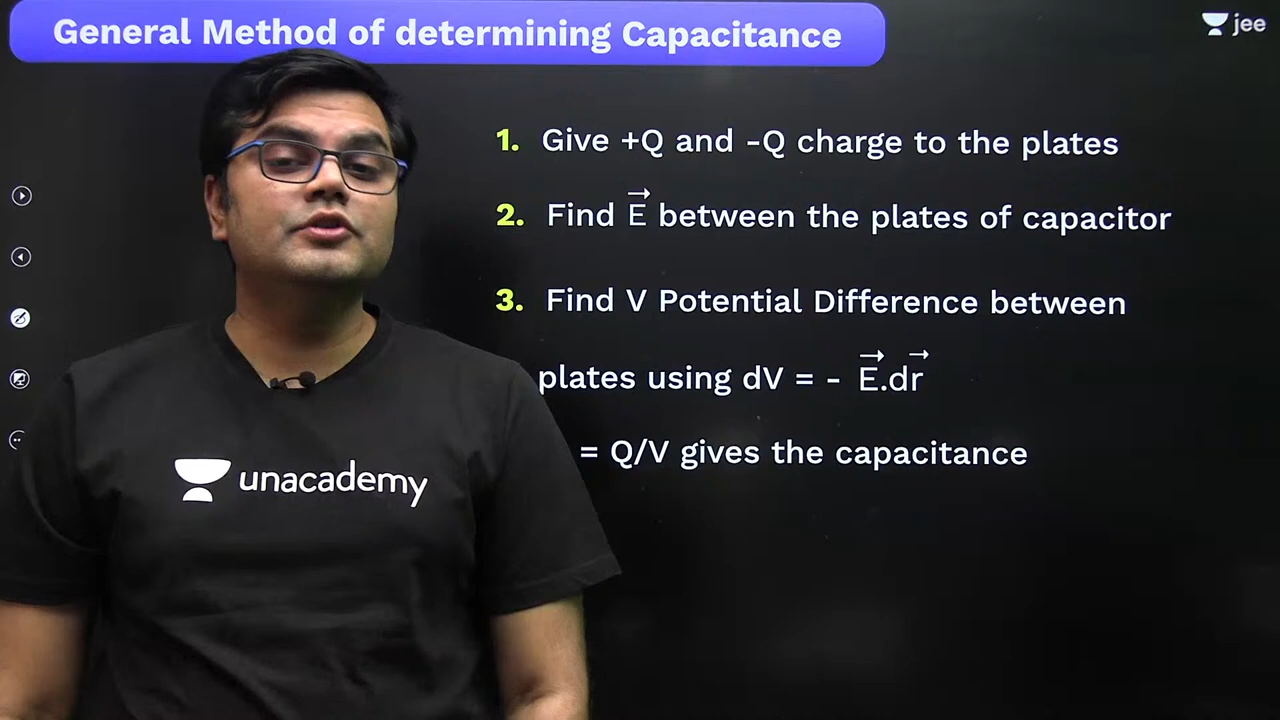 General Method of determining Capacitance
jee
1. Give +Q and -Q charge to the plates
2. Find E⃗ between the plates of capacitor
3. Find V Potential Difference between
plates using dV = - E⃗.dr⃗
= Q/V gives the capacitance
unacademy